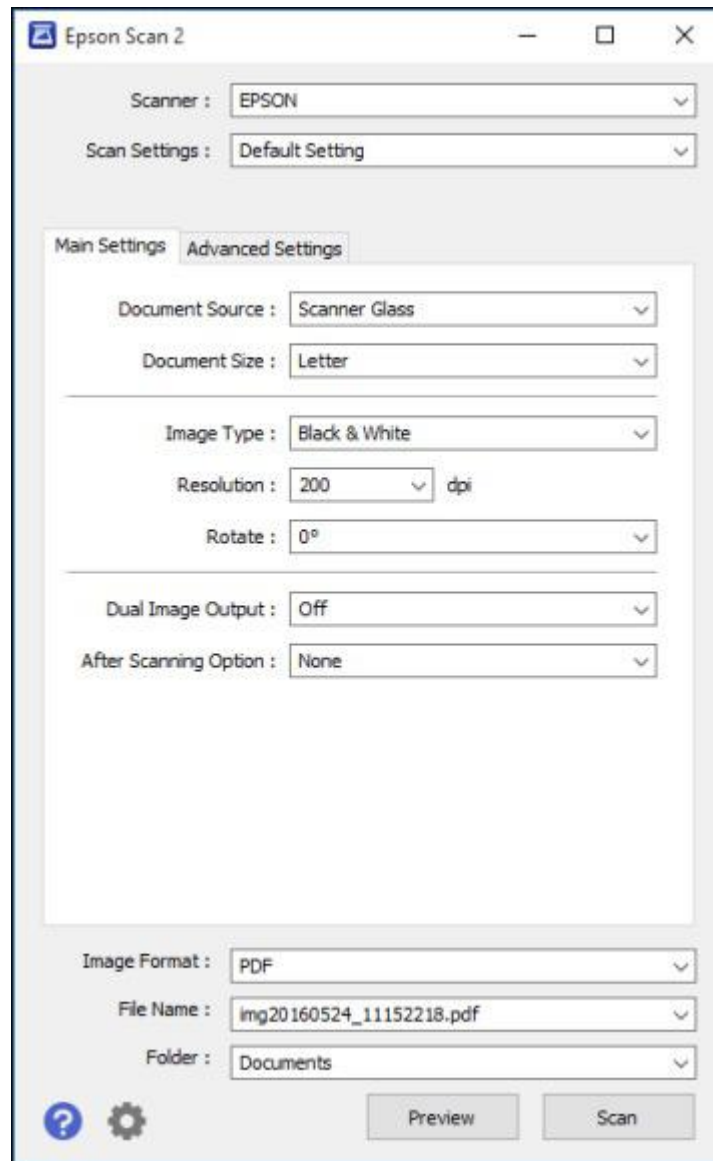 Epson Scan 2
Scanner : EPSON
Scan Settings : Default Setting
Main Settings Advanced Settings
Document Source : Scanner Glass
Document Size : Letter
Image Type : Black & White
Resolution : 200 dpi
Rotate : 0°
Dual Image Output : Off
After Scanning Option : None
Image Format : PDF
File Name : img20160524_11152218.pdf
Folder : Documents
? Preview Scan